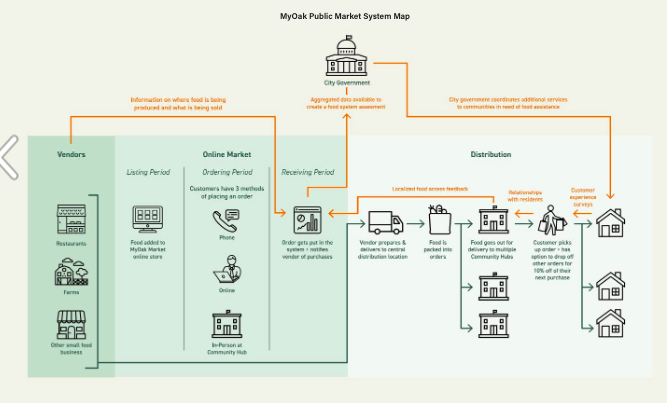 MyOak Public Market System Map
City Government
Information on where food is being
produced and what is being sold
Aggregated data available to
create a food system assessment
City government coordinates additional services
to communities in need of food assistance
Vendors
Online Market
Distribution
Listing Period
Ordering Period
Receiving Period
Customers have 3 methods
of placing an order
Localized food access feedback
Relationships
with residents
Customer
experience
surveys
Restaurants
Food added to
MyOak Market
online store
Phone
Order gets put in the
system + notifies
vendor of purchases
Vendor prepares &
delivers to central
distribution location
Food is
packed into
orders
Food goes out for
delivery to multiple
Community Hubs
Customer picks
up order + has
option to drop off
other orders for
10% off of their
next purchase
Farms
Online
Other small food
business
In-Person at
Community Hub